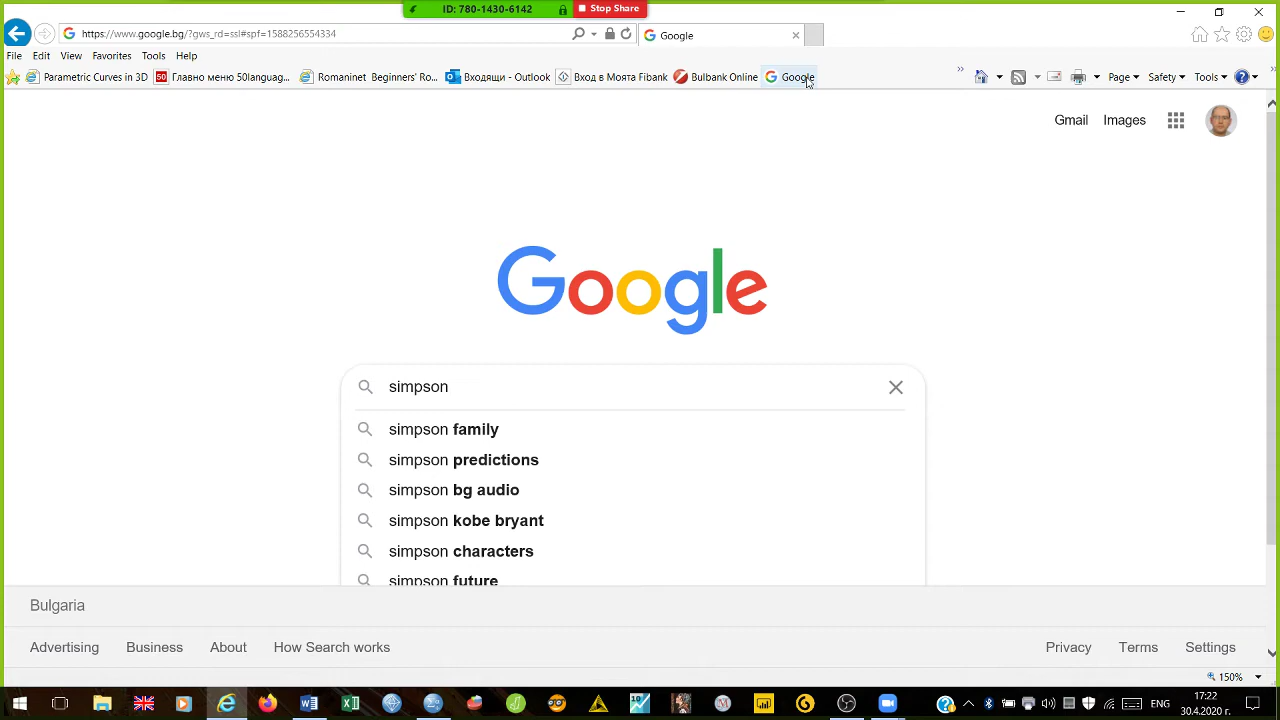 ID: 780-1430-6142 Stop Share
https://www.google.bg/?gws_rd=ssl#spf=1588256554334
Google
File Edit View Favorites Tools Help
Parametric Curves in 3D 50 Главно меню 50languag... Romaninet Beginners' Ro... Входящи - Outlook Вход в Моята Fibank Bulbank Online Google » Page Safety Tools »
Gmail Images
Google
simpson
simpson family
simpson predictions
simpson bg audio
simpson kobe bryant
simpson characters
simpson future
Bulgaria
Advertising Business About How Search works Privacy Terms Settings
150%
10
ENG
17:22
30.4.2020 г.